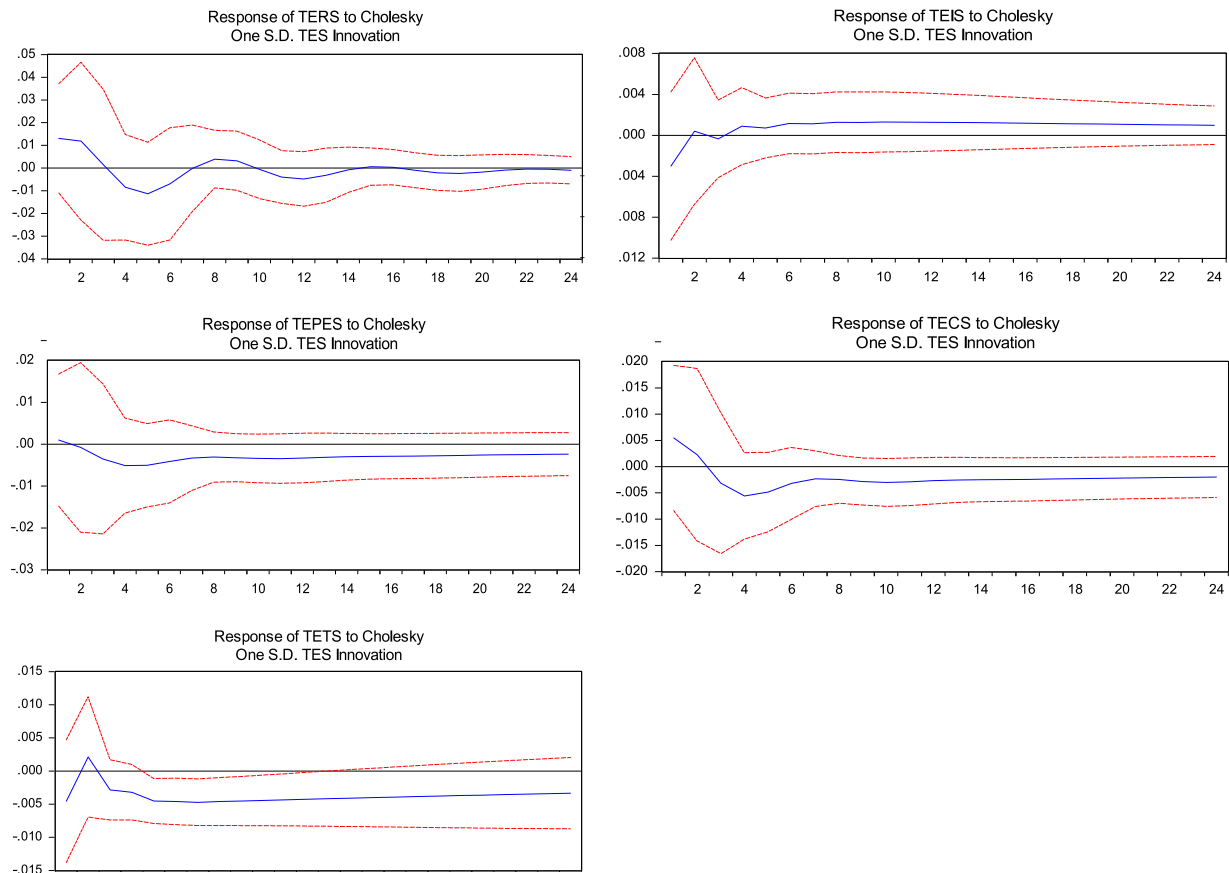 Response of TERS to Cholesky
One S.D. TES Innovation
.05
.04
.03
.02
.01
.00
-.01
-.02
-.03
.04
2 4 6 8 10 12 14 16 18 20 22 24
Response of TEIS to Cholesky
One S.D. TES Innovation
.008
.004
.000
.004
.008
.012
2 4 6 8 10 12 14 16 18 20 22 24
Response of TEPES to Cholesky
One S.D. TES Innovation
.02
.01
.00
-.01
-.02
-.03
2 4 6 8 10 12 14 16 18 20 22 24
Response of TECS to Cholesky
One S.D. TES Innovation
.020
.015
.010
.005
.000
-.005
-.010
-.015
-.020
2 4 6 8 10 12 14 16 18 20 22 24
Response of TETS to Cholesky
One S.D. TES Innovation
.015
.010
.005
.000
-.005
-.010
-.015